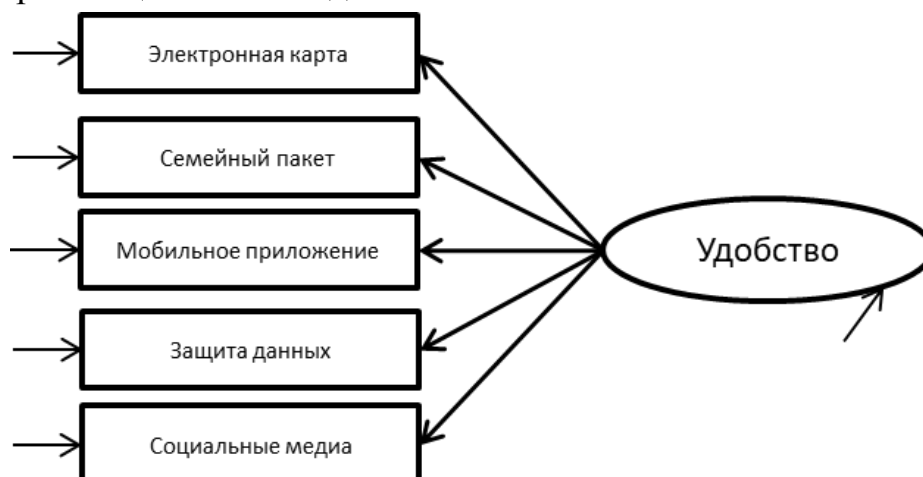 Электронная карта
Семейный пакет
Мобильное приложение
Удобство
Защита данных
Социальные медиа